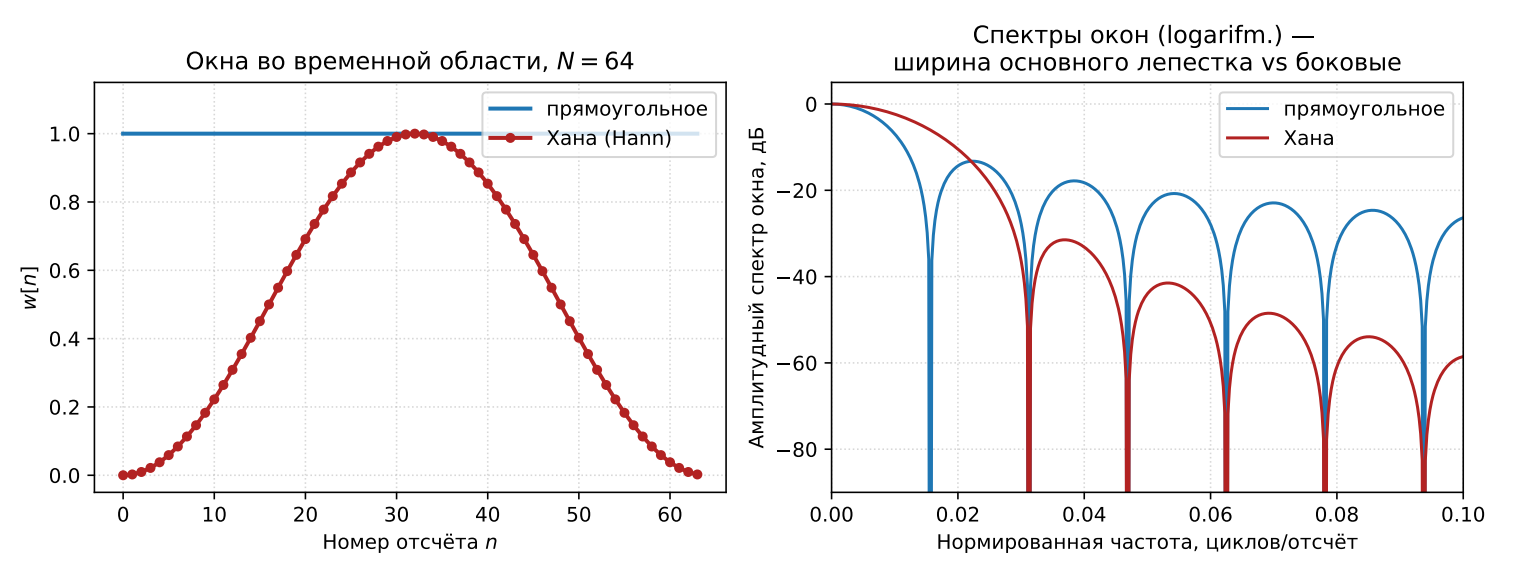 Окна во временной области, N = 64
прямоугольное
Хана (Hann)
w[n]
1.0
0.8
0.6
0.4
0.2
0.0
0
10
20
30
40
50
60
Номер отсчёта n
Спектры окон (logarifm.) —
ширина основного лепестка vs боковые
прямоугольное
Хана
Амплитудный спектр окна, дБ
0
−20
−40
−60
−80
0.00
0.02
0.04
0.06
0.08
0.10
Нормированная частота, циклов/отсчёт